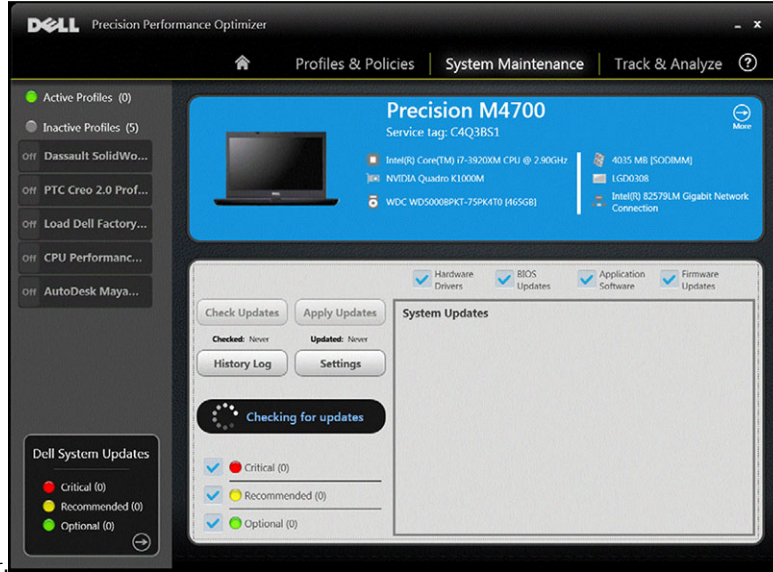 DELL Precision Performance Optimizer
Profiles & Policies System Maintenance Track & Analyze ?
Active Profiles (0)
Inactive Profiles (5)
Off Dassault SolidWo...
Off PTC Creo 2.0 Prof...
Off Load Dell Factory...
Off CPU Performanc...
Off AutoDesk Maya...
Precision M4700
Service tag: C4Q3BS1
More
Intel(R) Core(TM) i7-3920XM CPU @ 2.90GHz
NVIDIA Quadro K1000M
WDC WD5000BPKT-75PK4T0 [465GB]
4035 MB [SODIMM]
LGD0308
Intel(R) 82579LM Gigabit Network
Connection
Hardware
Drivers
BIOS
Updates
Application
Software
Firmware
Updates
Check Updates Apply Updates
Checked: Never Updated: Never
History Log Settings
Checking for updates
Critical (0)
Recommended (0)
Optional (0)
System Updates
Dell System Updates
Critical (0)
Recommended (0)
Optional (0)